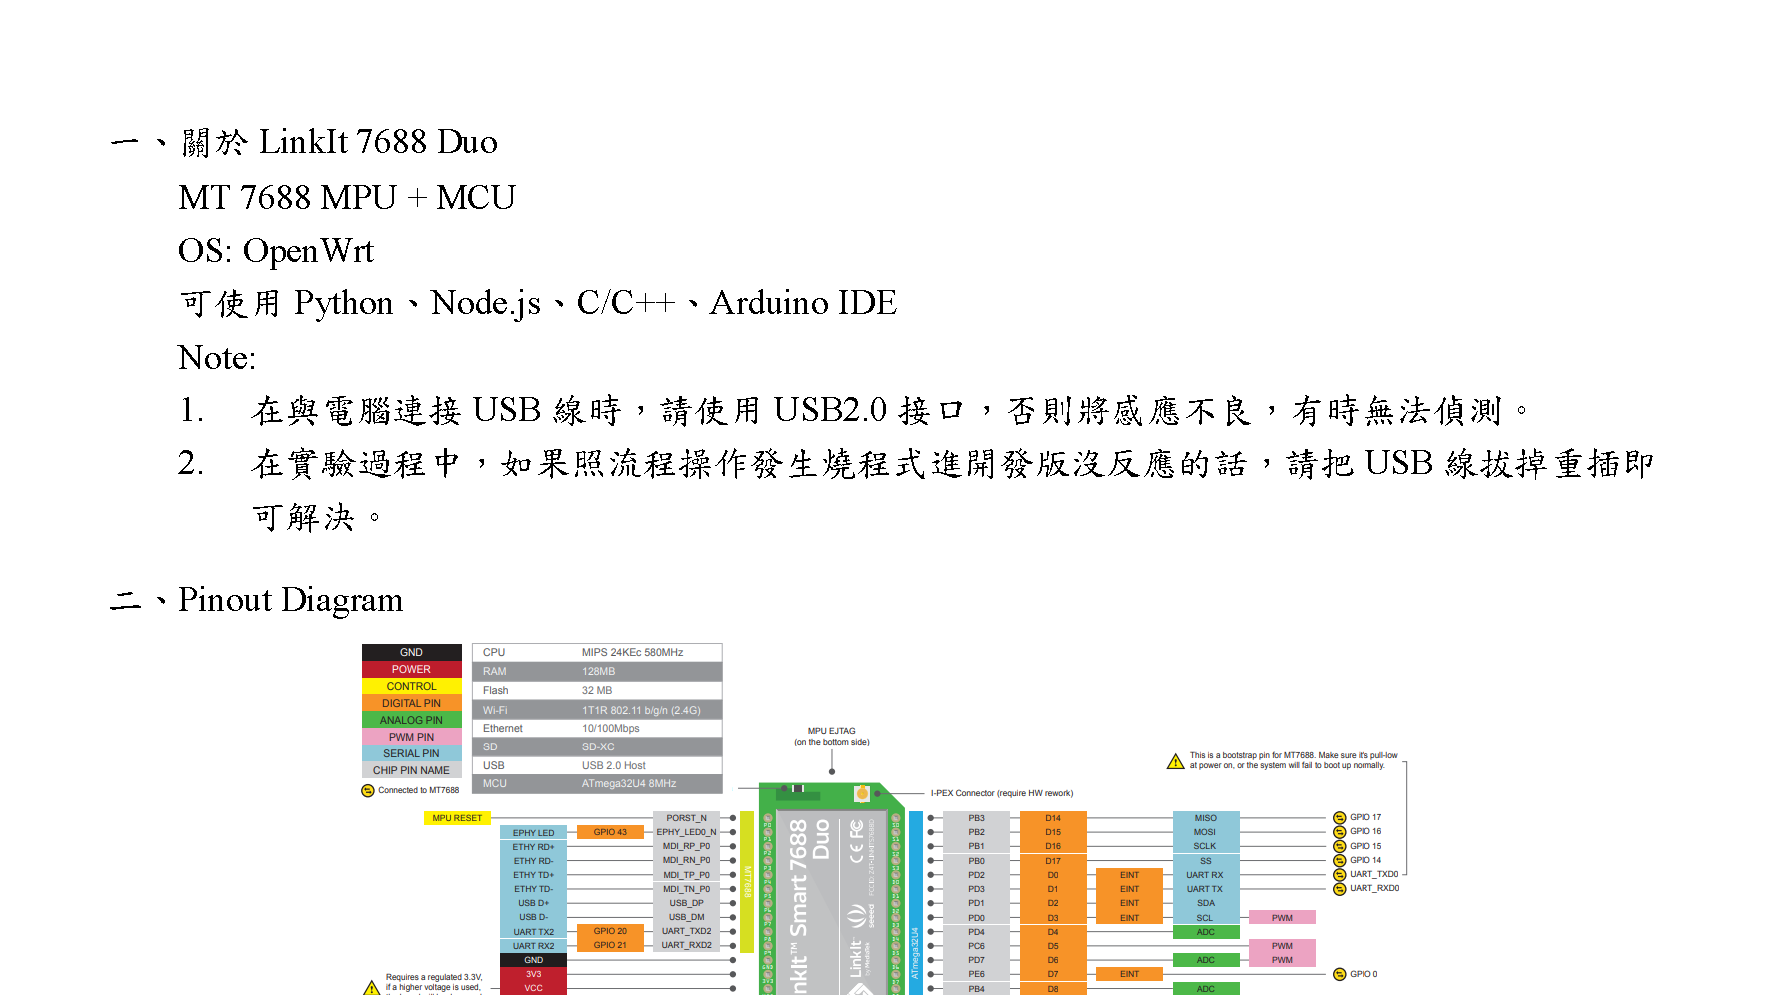 一、關於 LinkIt 7688 Duo
MT 7688 MPU + MCU
OS: OpenWrt
可使用 Python、Node.js、C/C++、Arduino IDE
Note:
1. 在與電腦連接 USB 線時，請使用 USB2.0 接口，否則將感應不良，有時無法偵測。
2. 在實驗過程中，如果照流程操作發生燒程式進開發版沒反應的話，請把 USB 線拔掉重插即
可解決。
二、Pinout Diagram
GND
POWER
CONTROL
DIGITAL PIN
ANALOG PIN
PWM PIN
SERIAL PIN
CHIP PIN NAME
Connected to MT7688
CPU MIPS 24KEc 580MHz
RAM 128MB
Flash 32 MB
Wi-Fi 1T1R 802.11 b/g/n (2.4G)
Ethernet 10/100Mbps
SD SD-XC
USB USB 2.0 Host
MCU ATmega32U4 8MHz
MPU EJTAG
(on the bottom side)
I-PEX Connector (require HW rework)
This is a bootstrap pin for MT7688. Make sure it's pull-low
at power on, or the system will fail to boot up normally.
MPU RESET PORST_N
EPHY LED GPIO 43 EPHY_LED0_N
ETHY RD+ MDI_RP_P0
ETHY RD- MDI_RN_P0
ETHY TD+ MDI_TP_P0
ETHY TD- MDI_TN_P0
USB D+ USB_DP
USB D- USB_DM
UART TX2 GPIO 20 UART_TXD2
UART RX2 GPIO 21 UART_RXD2
GND
3V3
VCC
Requires a regulated 3.3V,
if a higher voltage is used,
MT7688
LinkIt™ Smart 7688
Duo
LinkIt
seeed
ATmega32U4
PB3 D14 MISO GPIO 17
PB2 D15 MOSI GPIO 16
PB1 D16 SCLK GPIO 15
PB0 D17 SS GPIO 14
PD2 D0 EINT UART RX UART_TXD0
PD3 D1 EINT UART TX UART_RXD0
PD1 D2 EINT SDA
PD0 D3 EINT SCL PWM
PD4 D4 ADC
PC6 D5 PWM
PD7 D6 ADC PWM
PE6 D7 EINT GPIO 0
PB4 D8 ADC